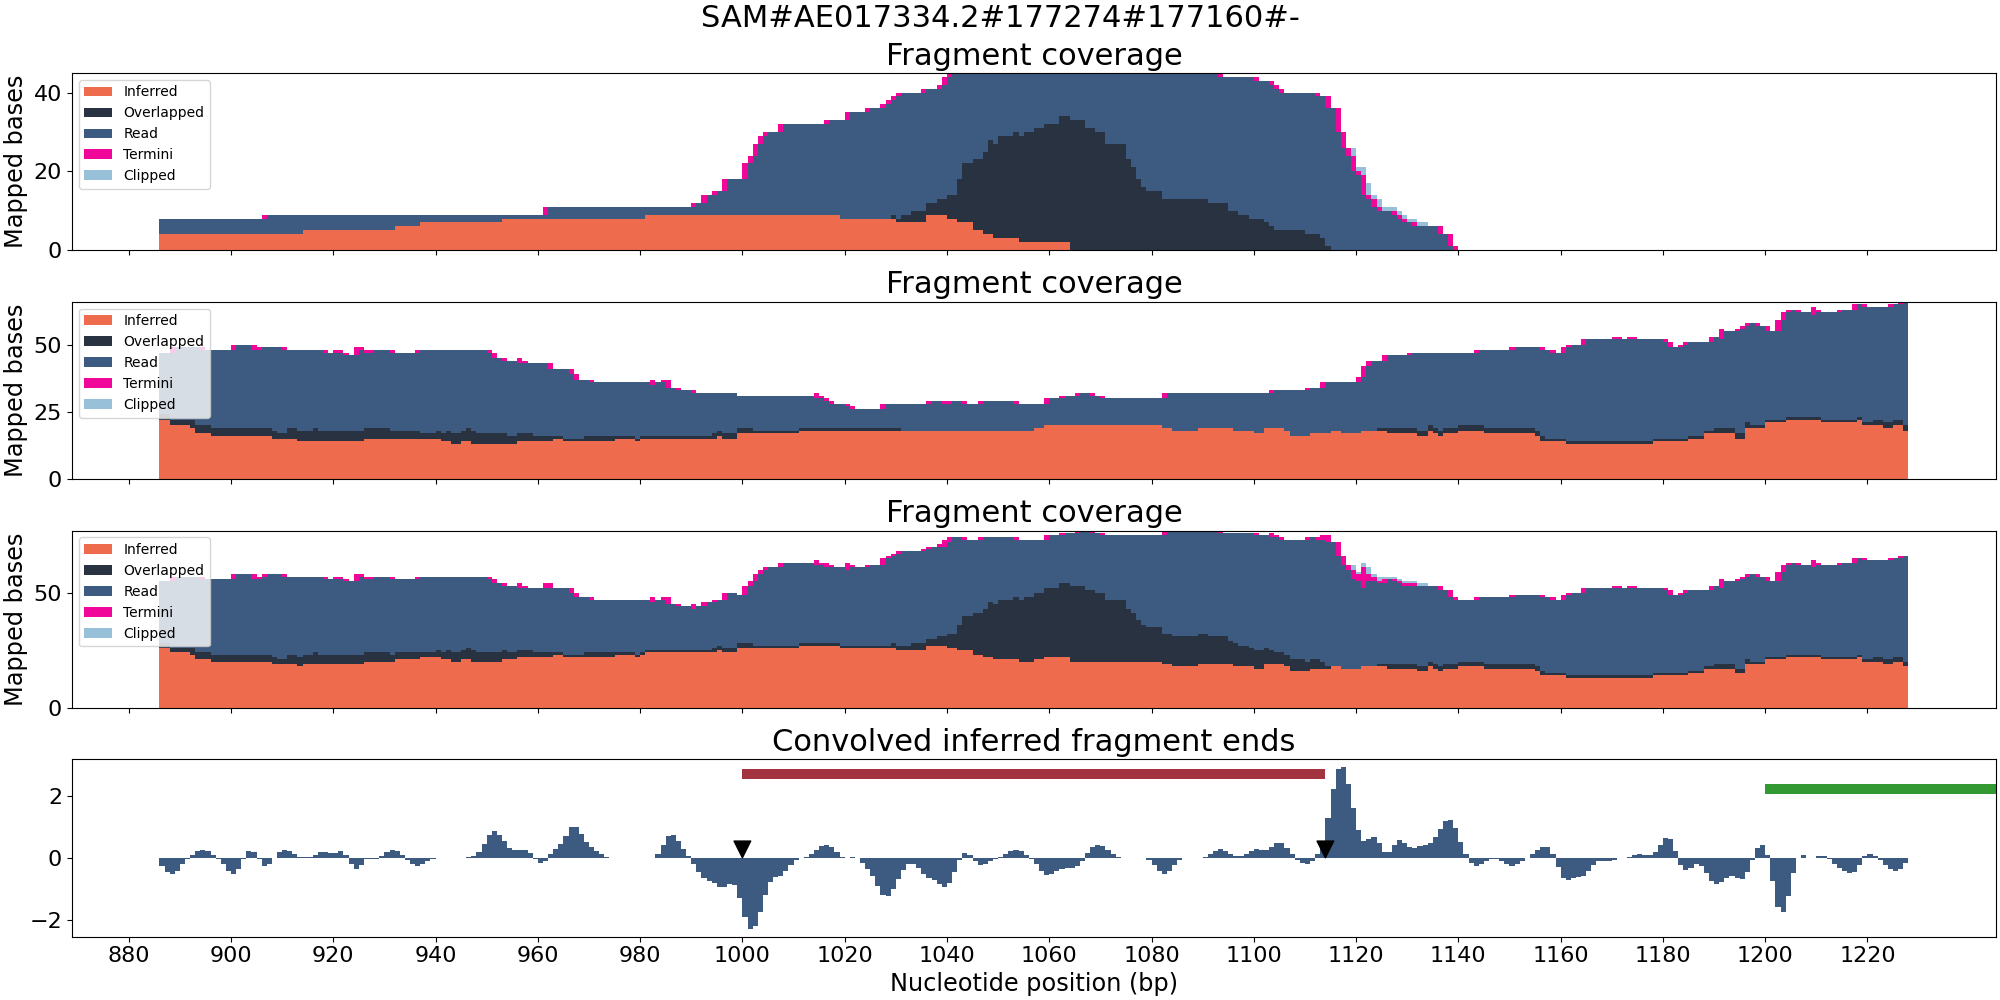 SAM#AE017334.2#177274#177160#-
Fragment coverage
Mapped bases
40
20
0
Inferred
Overlapped
Read
Termini
Clipped
Fragment coverage
Mapped bases
50
25
0
Inferred
Overlapped
Read
Termini
Clipped
Fragment coverage
Mapped bases
50
0
Inferred
Overlapped
Read
Termini
Clipped
Convolved inferred fragment ends
2
0
−2
880 900 920 940 960 980 1000 1020 1040 1060 1080 1100 1120 1140 1160 1180 1200 1220
Nucleotide position (bp)